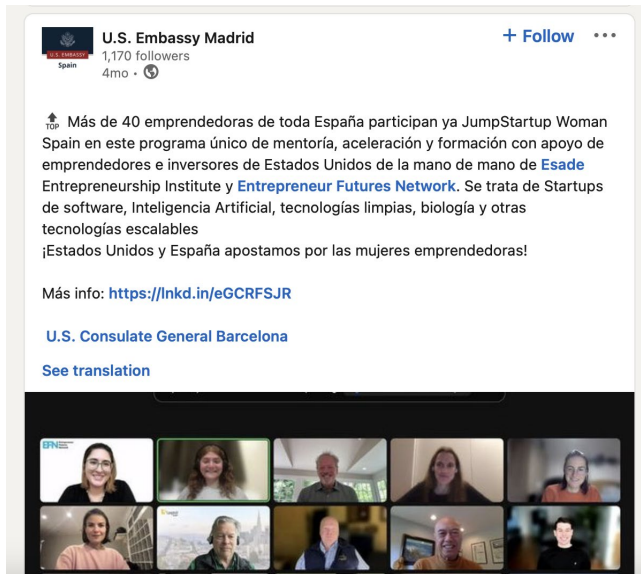 U.S. Embassy Madrid
+ Follow
1,170 followers
4mo
U.S. EMBASSY
Spain
TOP Más de 40 emprendedoras de toda España participan ya JumpStartup Woman
Spain en este programa único de mentoría, aceleración y formación con apoyo de
emprendedores e inversores de Estados Unidos de la mano de mano de Esade
Entrepreneurship Institute y Entrepreneur Futures Network. Se trata de Startups
de software, Inteligencia Artificial, tecnologías limpias, biología y otras
tecnologías escalables
¡Estados Unidos y España apostamos por las mujeres emprendedoras!
Más info: https://lnkd.in/eGCRFSJR
U.S. Consulate General Barcelona
See translation
EFN